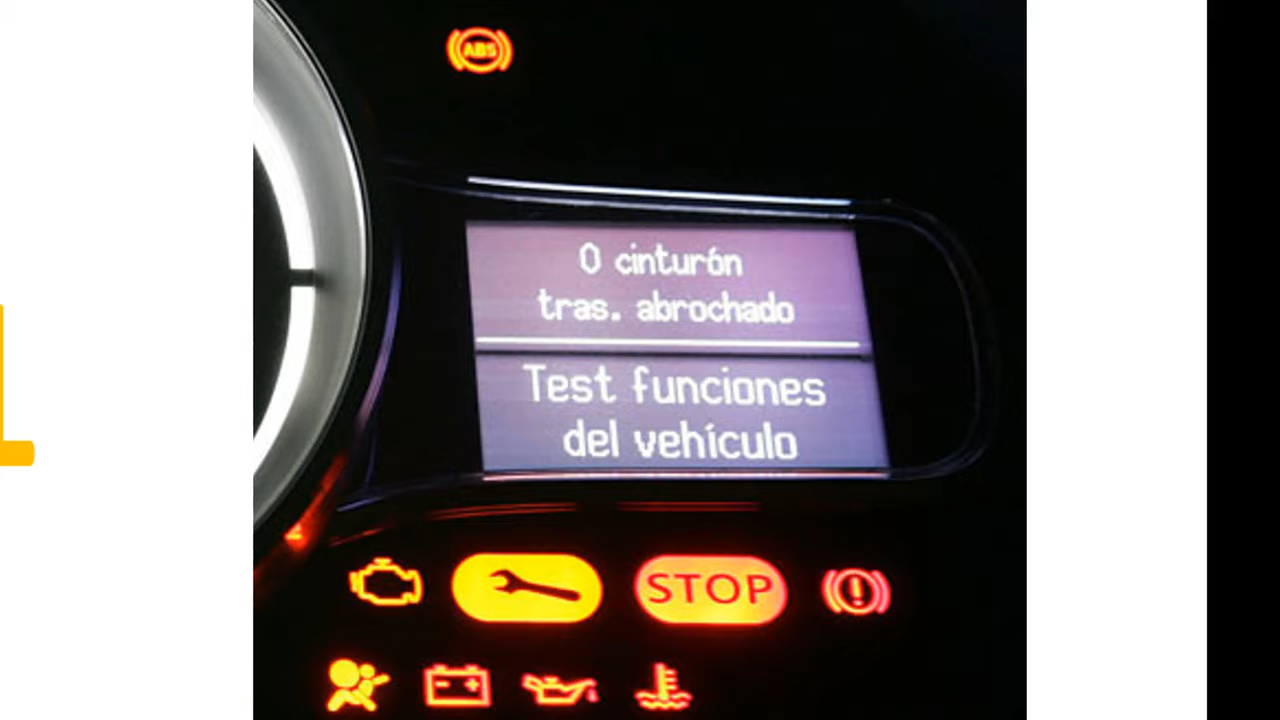 ABS
0 cinturón
tras. abrochado
Test funciones
del vehículo
STOP